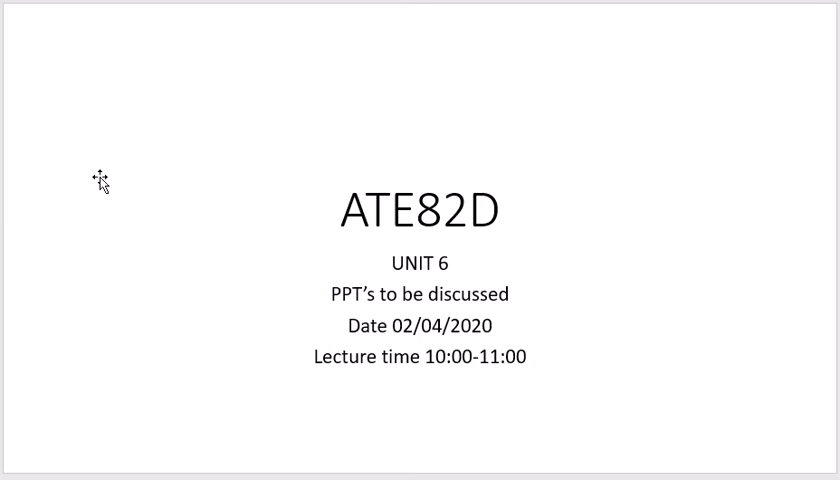 ATE82D
UNIT 6
PPT’s to be discussed
Date 02/04/2020
Lecture time 10:00-11:00